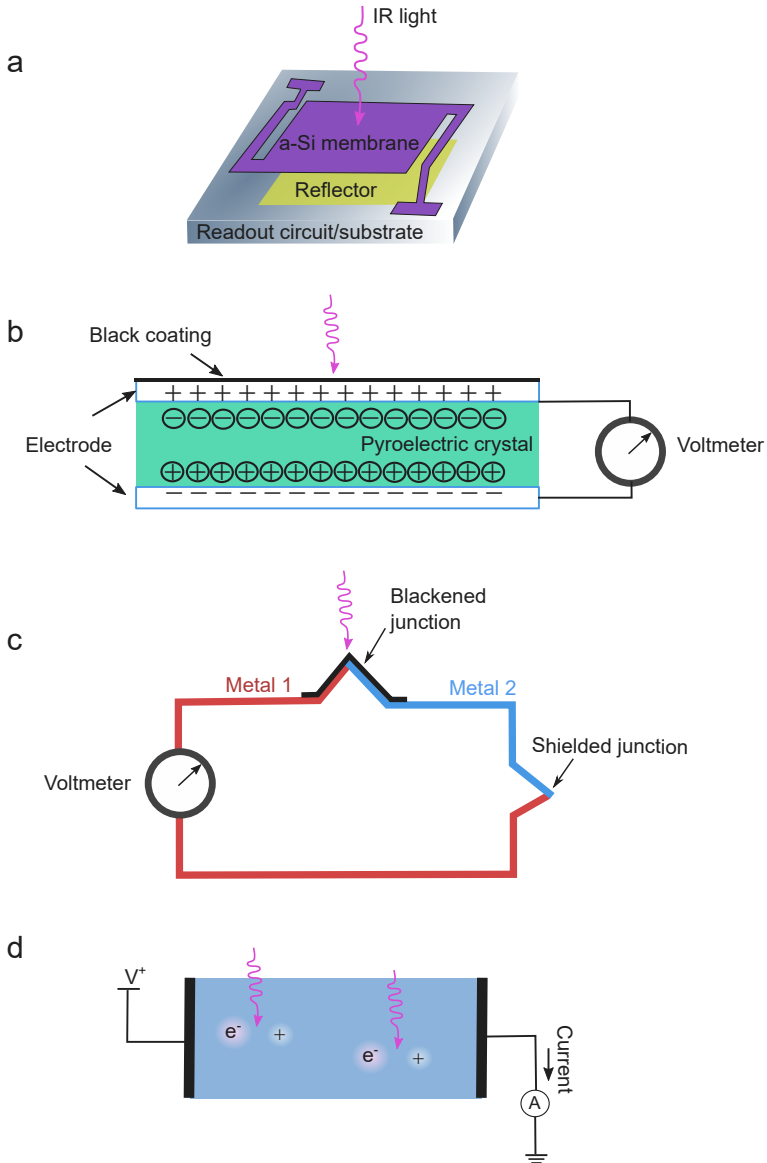 IR light
a
a-Si membrane
Reflector
Readout circuit/substrate
b
Black coating
+ + + + + + + + + + + + + +
− − − − − − − − − − − − − −
Electrode
Pyroelectric crystal
Voltmeter
+ + + + + + + + + + + + + +
− − − − − − − − − − − − − −
Blackened
junction
c
Metal 1
Metal 2
Shielded junction
Voltmeter
d
V⁺
e⁻ +
e⁻ +
Current
A